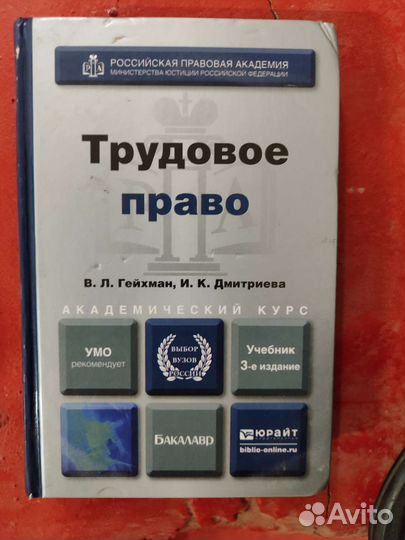 РОССИЙСКАЯ ПРАВОВАЯ АКАДЕМИЯ
МИНИСТЕРСТВА ЮСТИЦИИ РОССИЙСКОЙ ФЕДЕРАЦИИ
Трудовое
право
В. Л. Гейхман, И. К. Дмитриева
АКАДЕМИЧЕСКИЙ КУРС
УМО
рекомендует
ВЫБОР
ВУЗОВ
РОССИИ
Учебник
3-е издание
БАКАЛАВР
ЮРАЙТ
biblio-online.ru
Avito